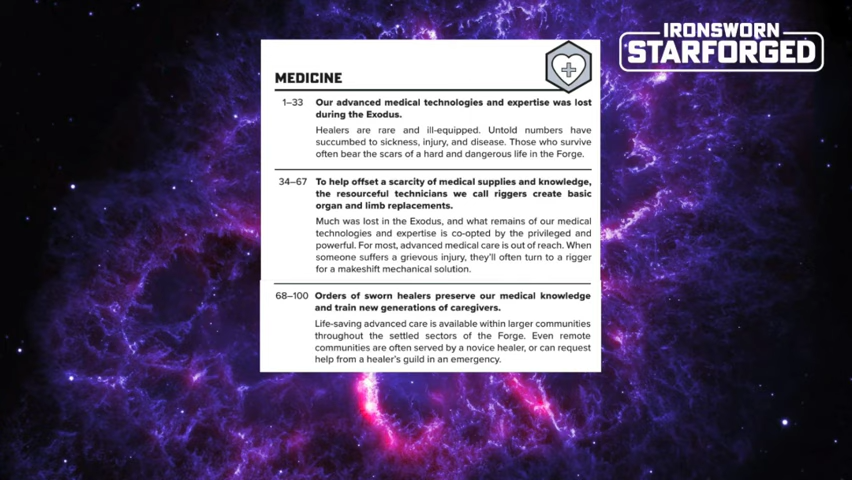 IRONSWORN
STARFORGED
MEDICINE
1–33 Our advanced medical technologies and expertise was lost
during the Exodus.
Healers are rare and ill-equipped. Untold numbers have
succumbed to sickness, injury, and disease. Those who survive
often bear the scars of a hard and dangerous life in the Forge.
34–67 To help offset a scarcity of medical supplies and knowledge,
the resourceful technicians we call riggers create basic
organ and limb replacements.
Much was lost in the Exodus, and what remains of our medical
technologies and expertise is co-opted by the privileged and
powerful. For most, advanced medical care is out of reach. When
someone suffers a grievous injury, they’ll often turn to a rigger
for a makeshift mechanical solution.
68–100 Orders of sworn healers preserve our medical knowledge
and train new generations of caregivers.
Life-saving advanced care is available within larger communities
throughout the settled sectors of the Forge. Even remote
communities are often served by a novice healer, or can request
help from a healer’s guild in an emergency.